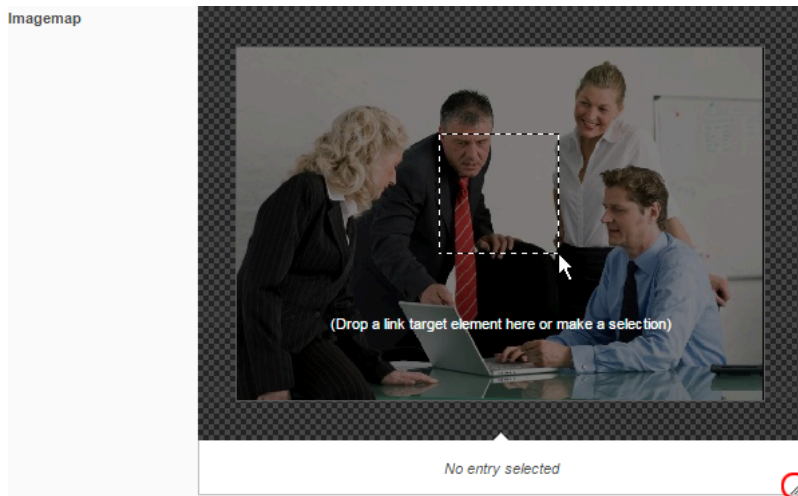 Imagemap
(Drop a link target element here or make a selection)
No entry selected